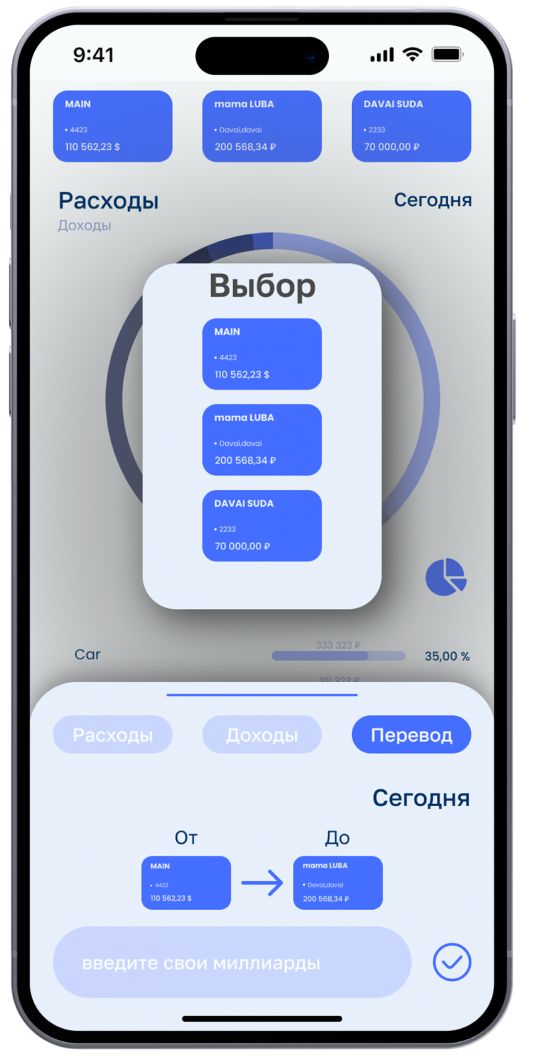 9:41
MAIN
• 4423
110 562,23 $
mama LUBA
• Davai,davai
200 568,34 ₽
DAVAI SUDA
• 2233
70 000,00 ₽
Расходы
Сегодня
Доходы
Выбор
MAIN
• 4423
110 562,23 $
mama LUBA
• Davai,davai
200 568,34 ₽
DAVAI SUDA
• 2233
70 000,00 ₽
333 323 ₽
Car
35,00 %
101 323 ₽
Расходы
Доходы
Перевод
Сегодня
От
До
MAIN
• 4423
110 562,23 $
mama LUBA
• Davai,davai
200 568,34 ₽
введите свои миллиарды